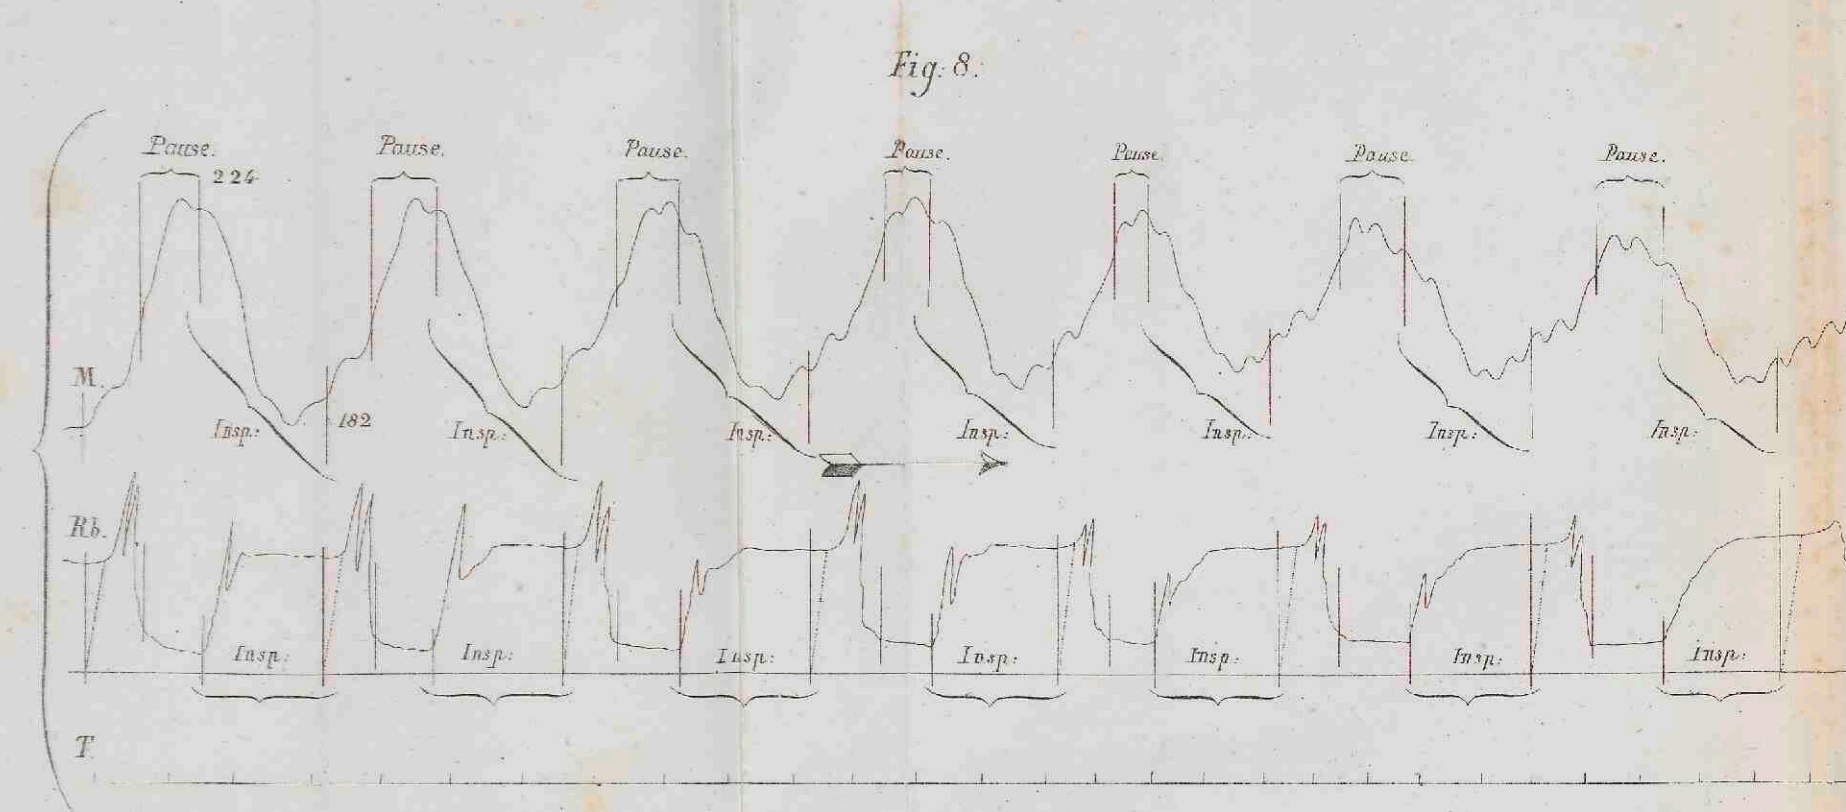 Fig: 8.
Pause. Pause. Pause. Pause. Pause Pause. Pause.
224
M.
182
Insp: Insp: Insp: Insp: Insp: Insp: Insp:
Rb.
Insp: Insp: Insp: Insp: Insp: Insp: Insp:
T.